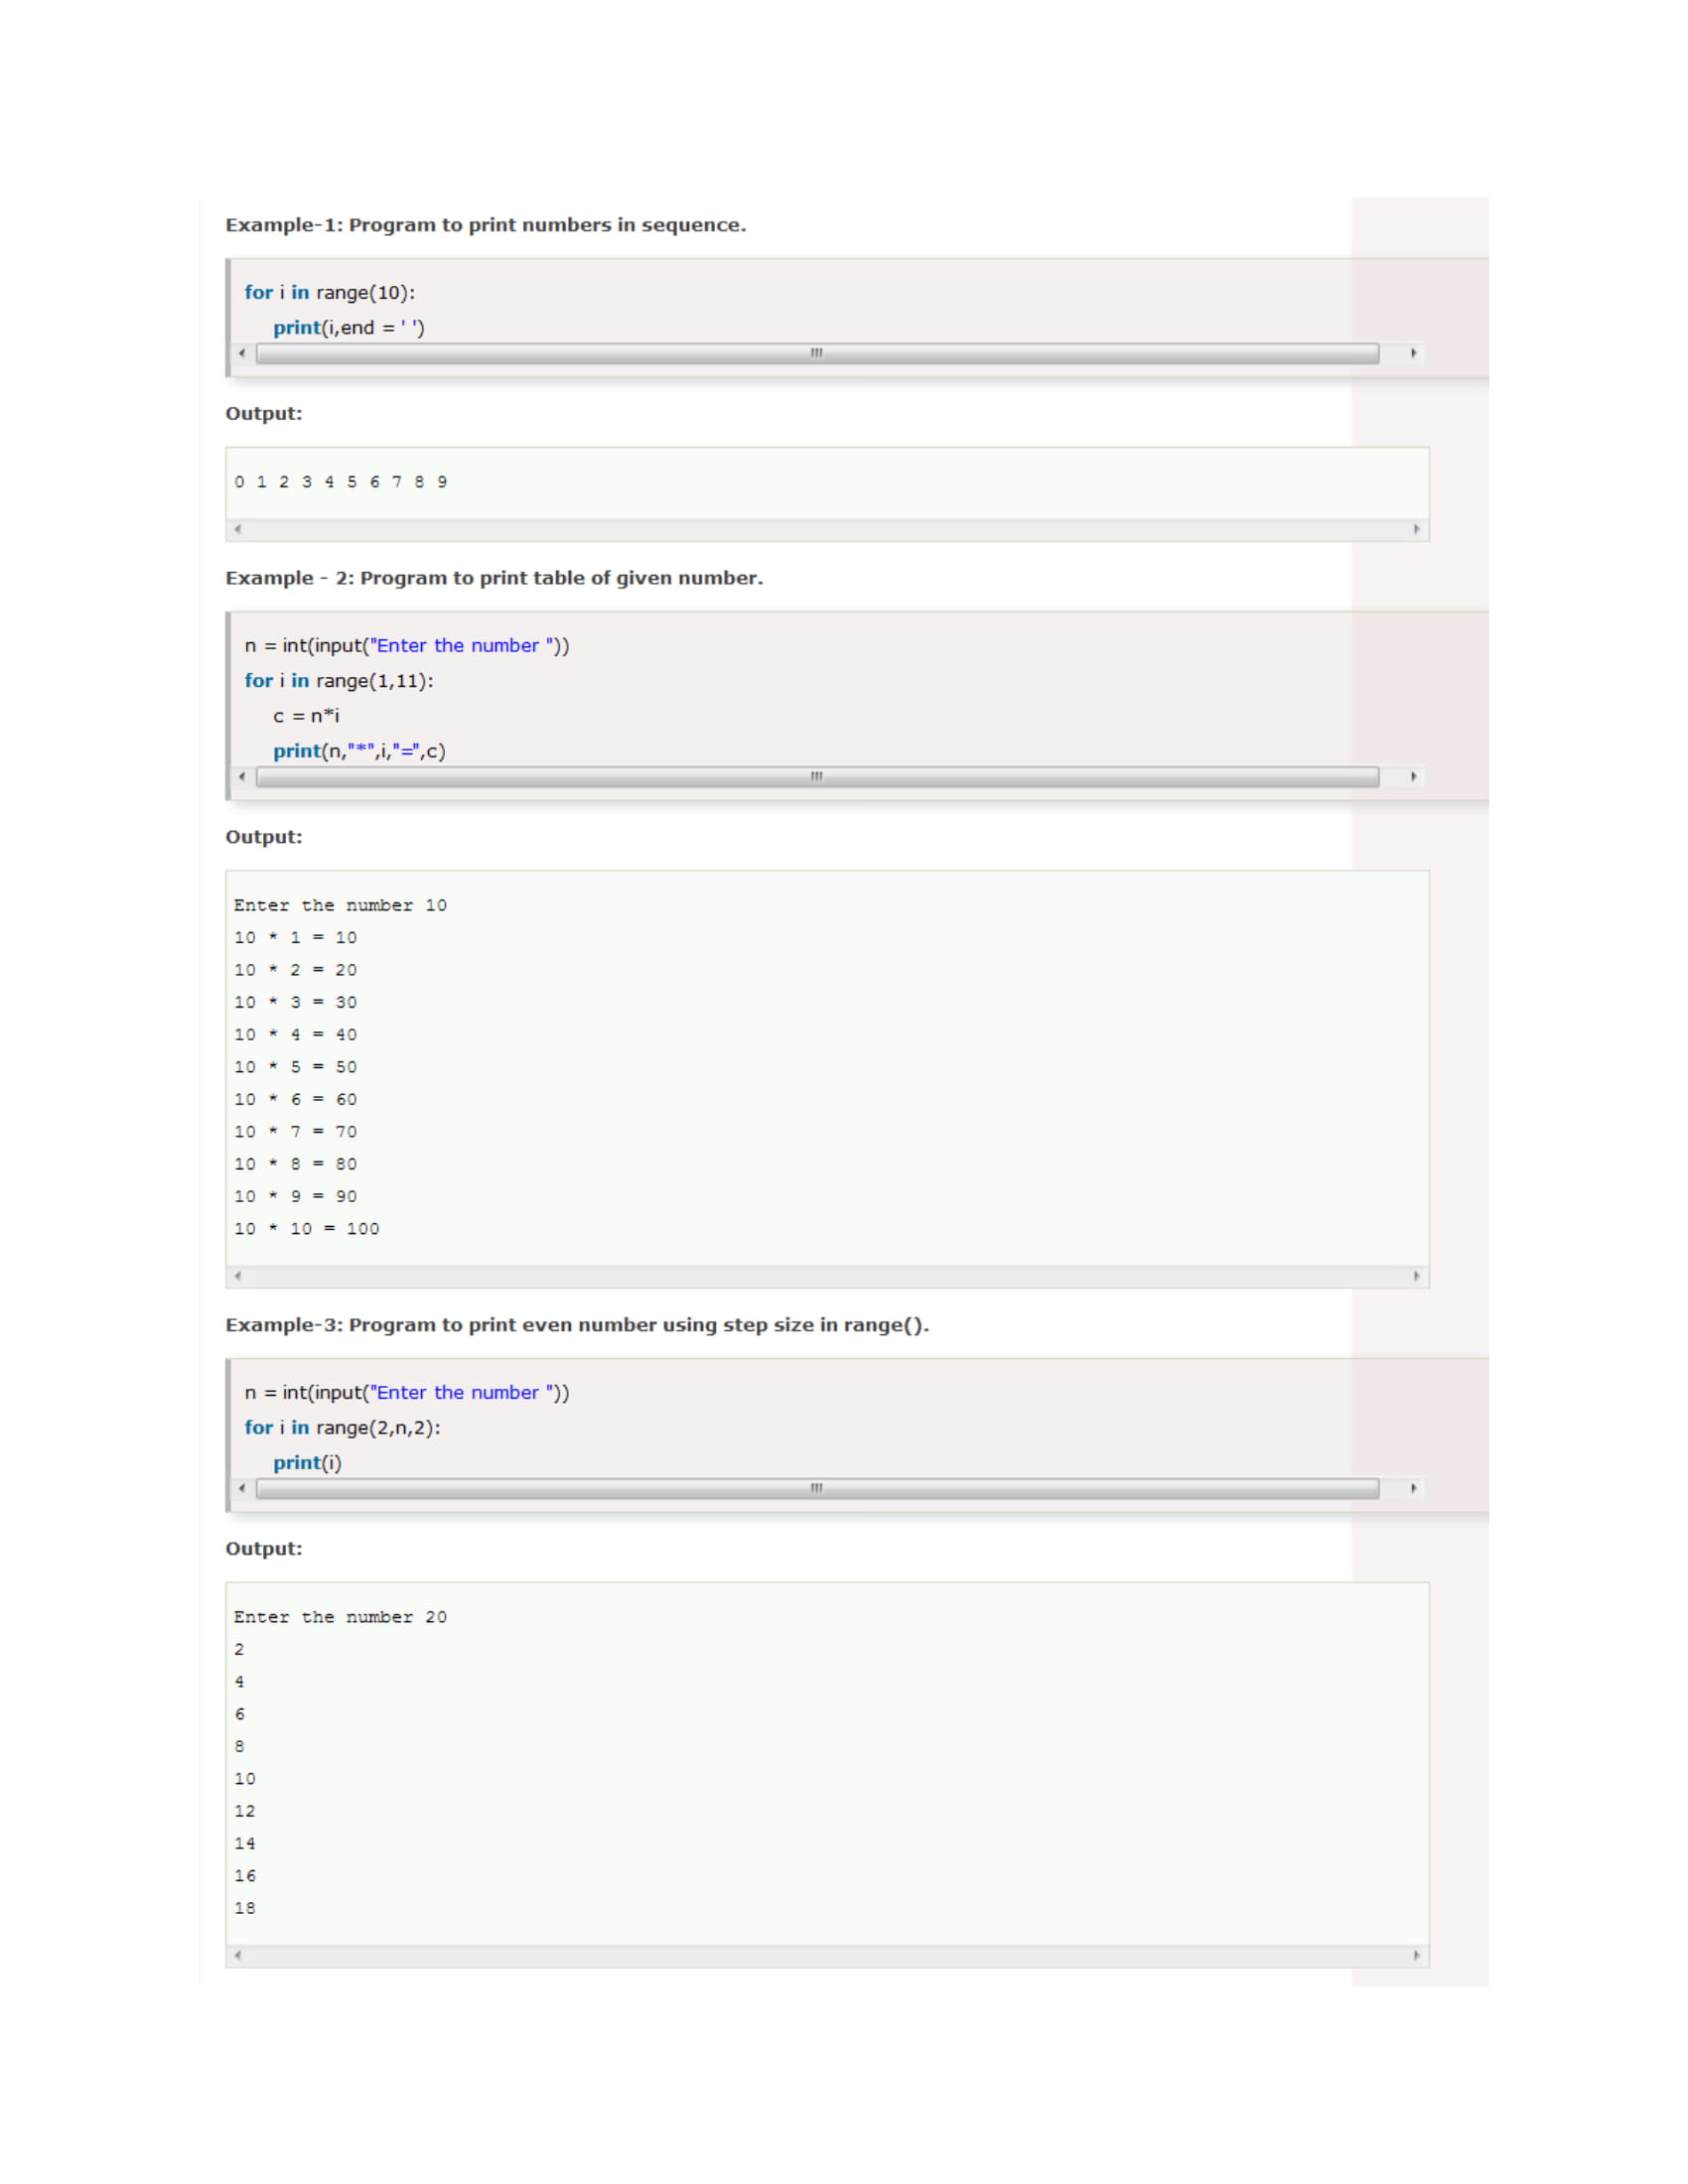 Example-1: Program to print numbers in sequence.
for i in range(10):
    print(i,end = ' ')
Output:
0 1 2 3 4 5 6 7 8 9
Example - 2: Program to print table of given number.
n = int(input("Enter the number "))
for i in range(1,11):
    c = n*i
    print(n,"*",i,"=",c)
Output:
Enter the number 10
10 * 1 = 10
10 * 2 = 20
10 * 3 = 30
10 * 4 = 40
10 * 5 = 50
10 * 6 = 60
10 * 7 = 70
10 * 8 = 80
10 * 9 = 90
10 * 10 = 100
Example-3: Program to print even number using step size in range().
n = int(input("Enter the number "))
for i in range(2,n,2):
    print(i)
Output:
Enter the number 20
2
4
6
8
10
12
14
16
18